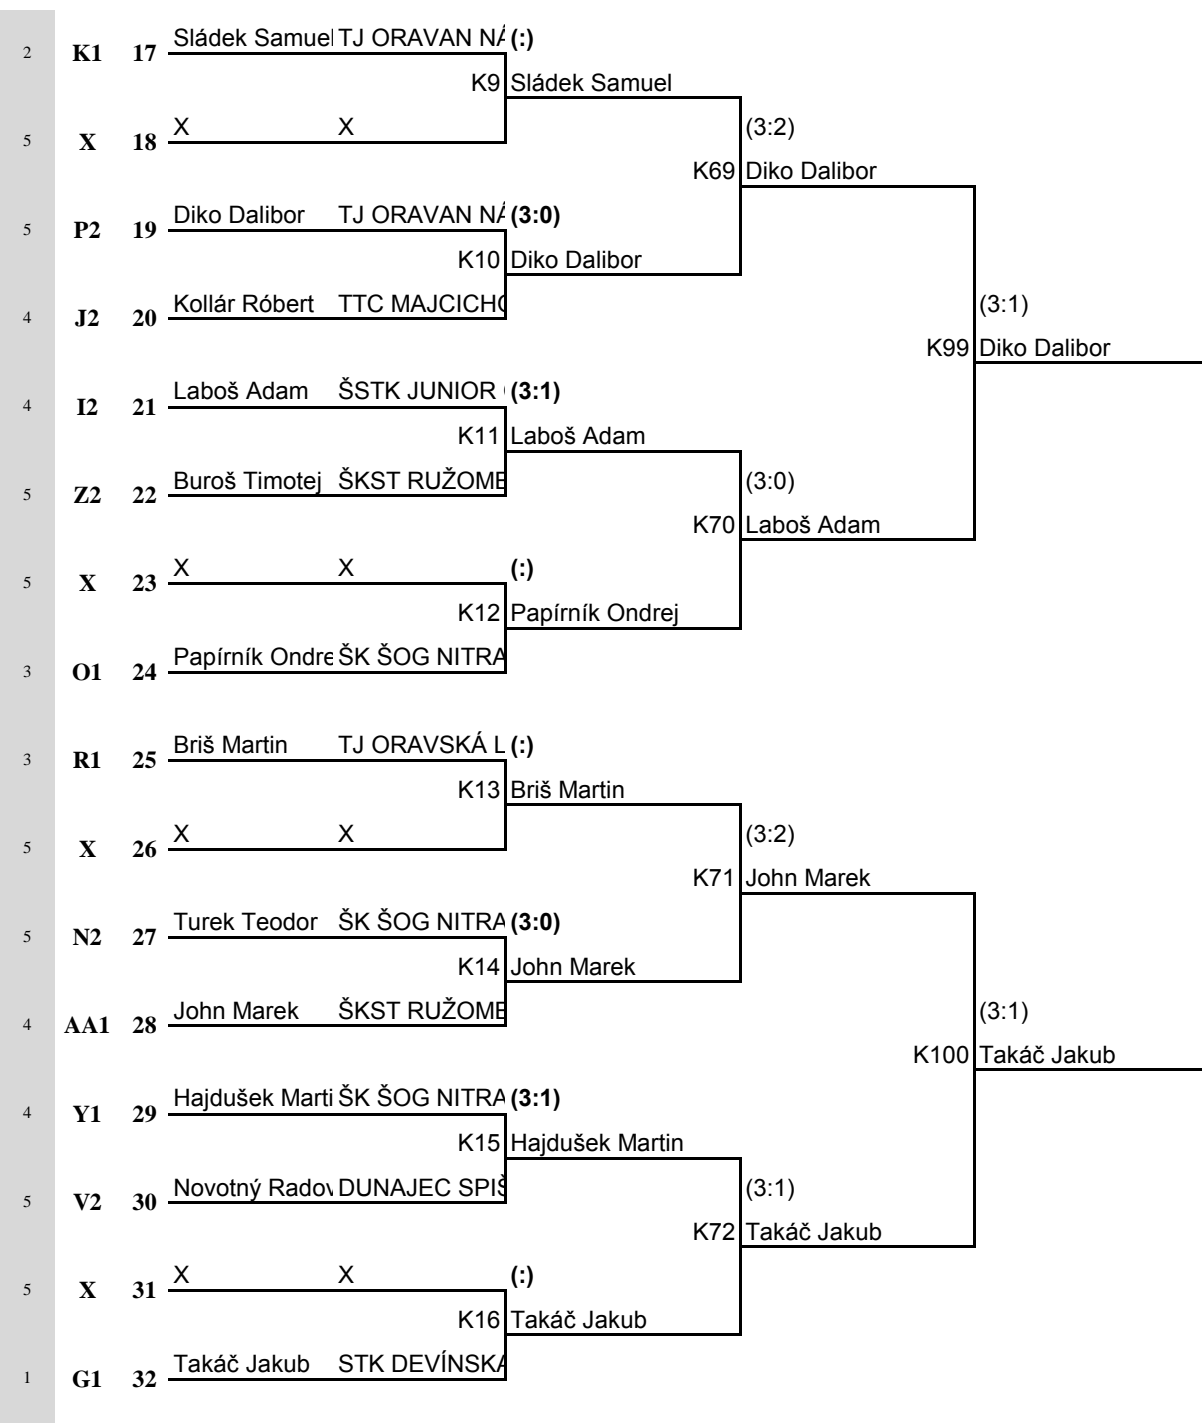 2 K1 17 Sládek Samuel TJ ORAVAN NÁ (:)
K9 Sládek Samuel
5 X 18 X X (3:2)
K69 Diko Dalibor
5 P2 19 Diko Dalibor TJ ORAVAN NÁ (3:0)
K10 Diko Dalibor
4 J2 20 Kollár Róbert TTC MAJCICHO (3:1)
K99 Diko Dalibor
4 I2 21 Laboš Adam ŠSTK JUNIOR (3:1)
K11 Laboš Adam
5 Z2 22 Buroš Timotej ŠKST RUŽOME (3:0)
K70 Laboš Adam
5 X 23 X X (:)
K12 Papírník Ondrej
3 O1 24 Papírník Ondre ŠK ŠOG NITRA
3 R1 25 Briš Martin TJ ORAVSKÁ L (:)
K13 Briš Martin
5 X 26 X X (3:2)
K71 John Marek
5 N2 27 Turek Teodor ŠK ŠOG NITRA (3:0)
K14 John Marek
4 AA1 28 John Marek ŠKST RUŽOME (3:1)
K100 Takáč Jakub
4 Y1 29 Hajdušek Marti ŠK ŠOG NITRA (3:1)
K15 Hajdušek Martin
5 V2 30 Novotný Radov DUNAJEC SPIŠ (3:1)
K72 Takáč Jakub
5 X 31 X X (:)
K16 Takáč Jakub
1 G1 32 Takáč Jakub STK DEVÍNSKA